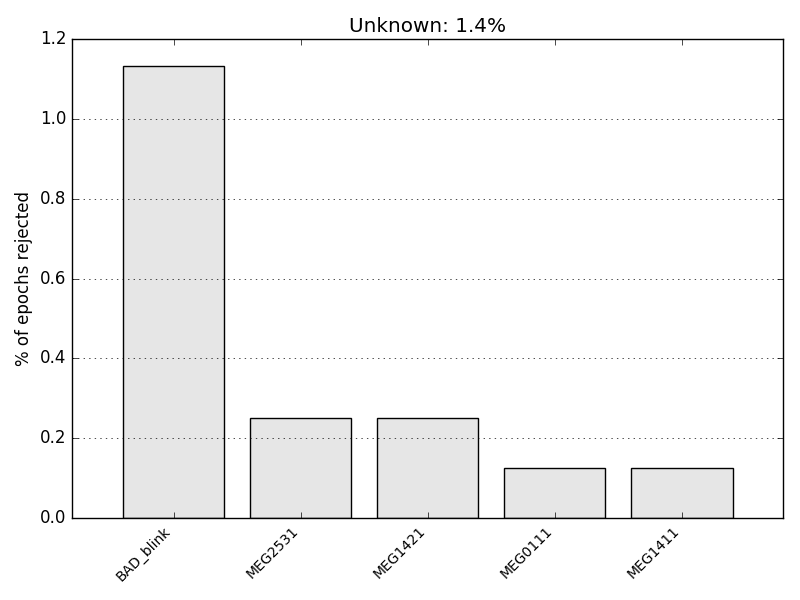 Unknown: 1.4%
% of epochs rejected
1.2
1.0
0.8
0.6
0.4
0.2
0.0
BAD_blink
MEG2531
MEG1421
MEG0111
MEG1411